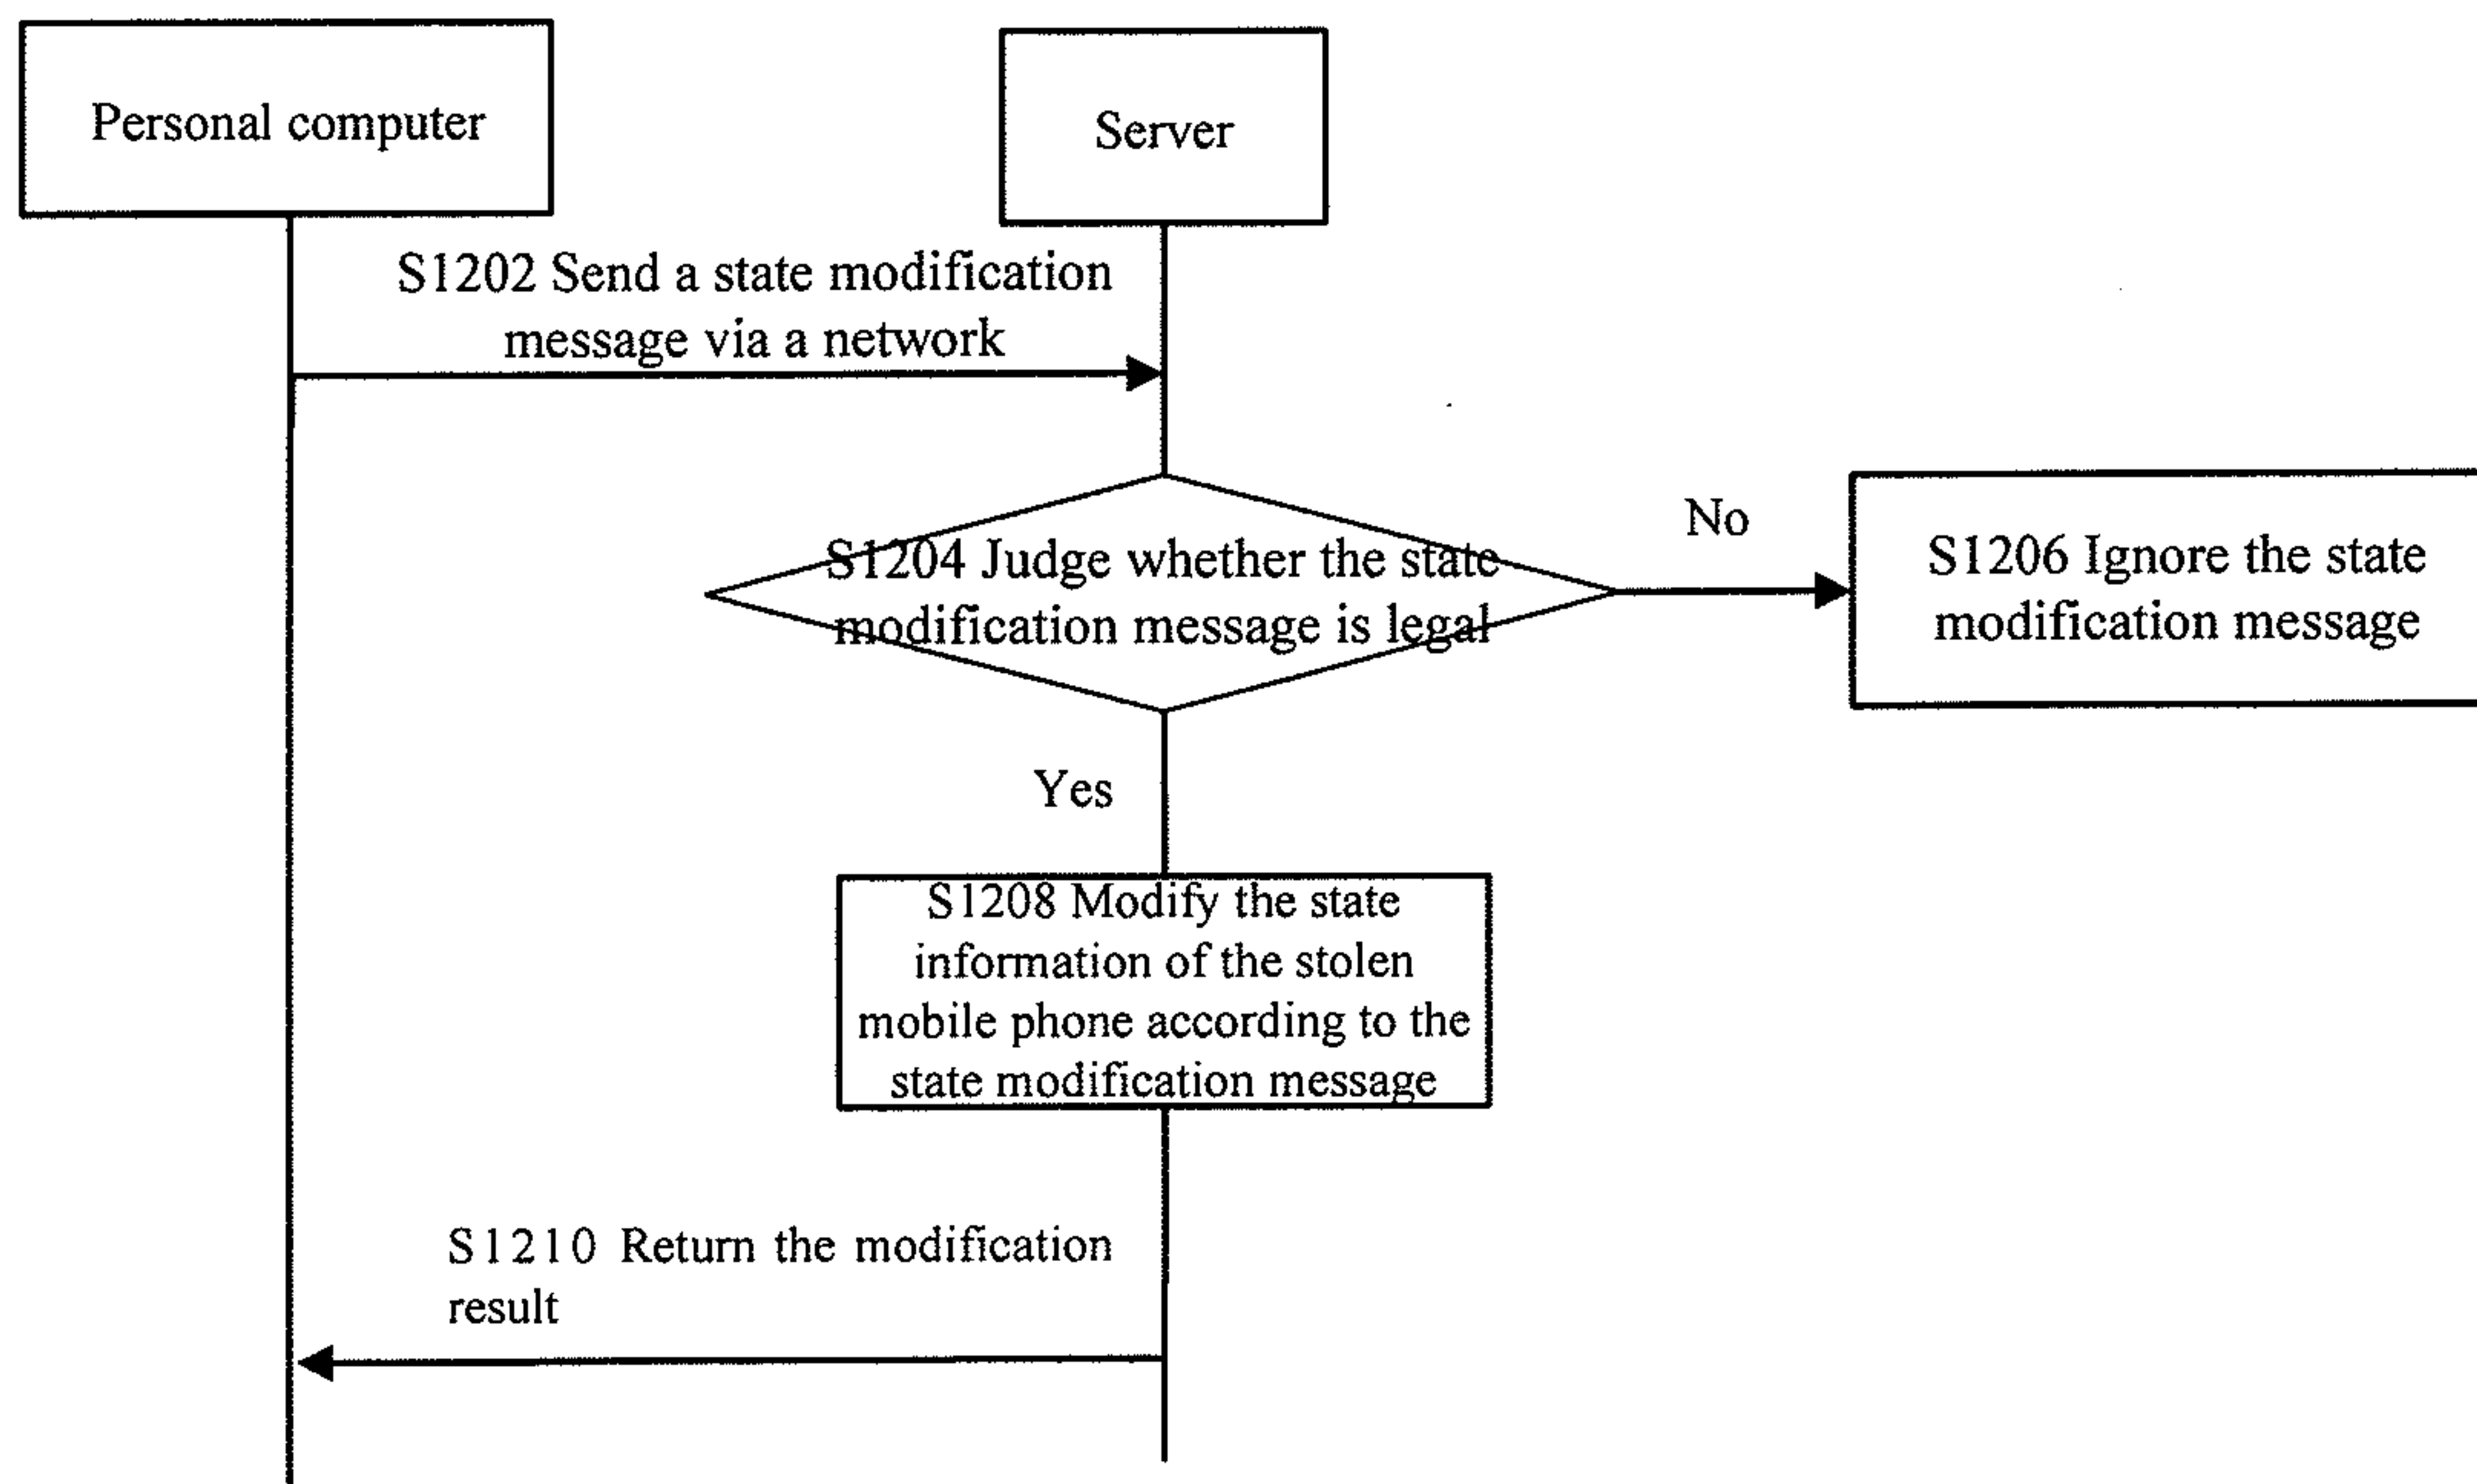 Personal computer
Server
S1202 Send a state modification
message via a network
S1204 Judge whether the state
modification message is legal
No
S1206 Ignore the state
modification message
Yes
S1208 Modify the state
information of the stolen
mobile phone according to the
state modification message
S1210 Return the modification
result